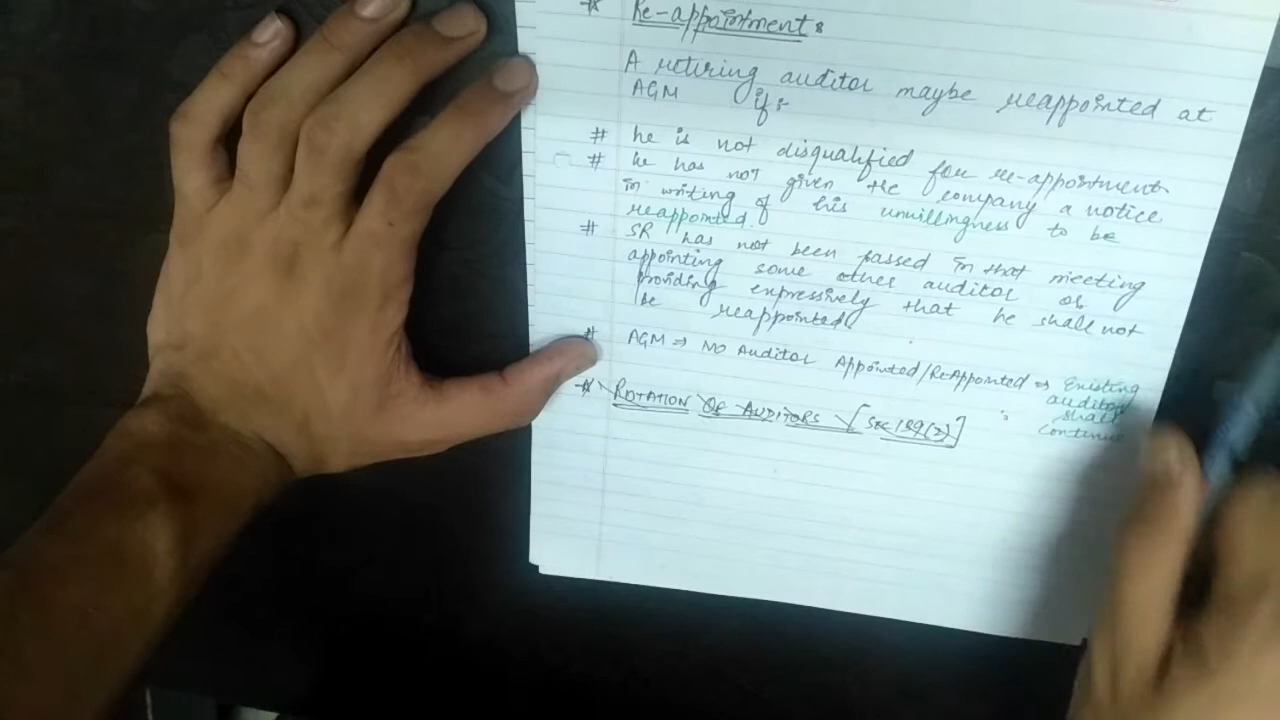 * Re-appointment:
A retiring auditor maybe reappointed at
AGM if:
# he is not disqualified for re-appointment
# he has not given the company a notice
in writing of his unwillingness to be
reappointed.
# SR has not been passed in that meeting
appointing some other auditor or
providing expressively that he shall not
be reappointed
# AGM ⇒ No Auditor Appointed/ReAppointed ⇒ Existing
auditor
shall
continue
* ROTATION OF AUDITORS [SEC 139(2)]